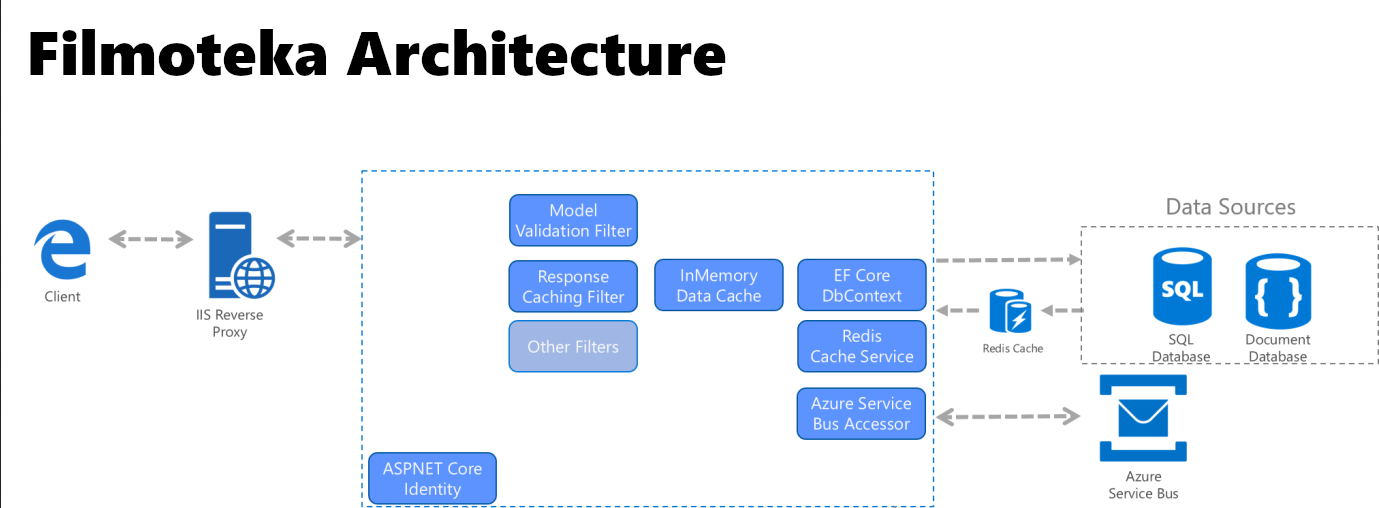 Filmoteka Architecture
Client
IIS Reverse
Proxy
Model
Validation Filter
Response
Caching Filter
Other Filters
InMemory
Data Cache
EF Core
DbContext
Redis
Cache Service
Azure Service
Bus Accessor
ASPNET Core
Identity
Redis Cache
Data Sources
SQL
SQL
Database
{ }
Document
Database
Azure
Service Bus